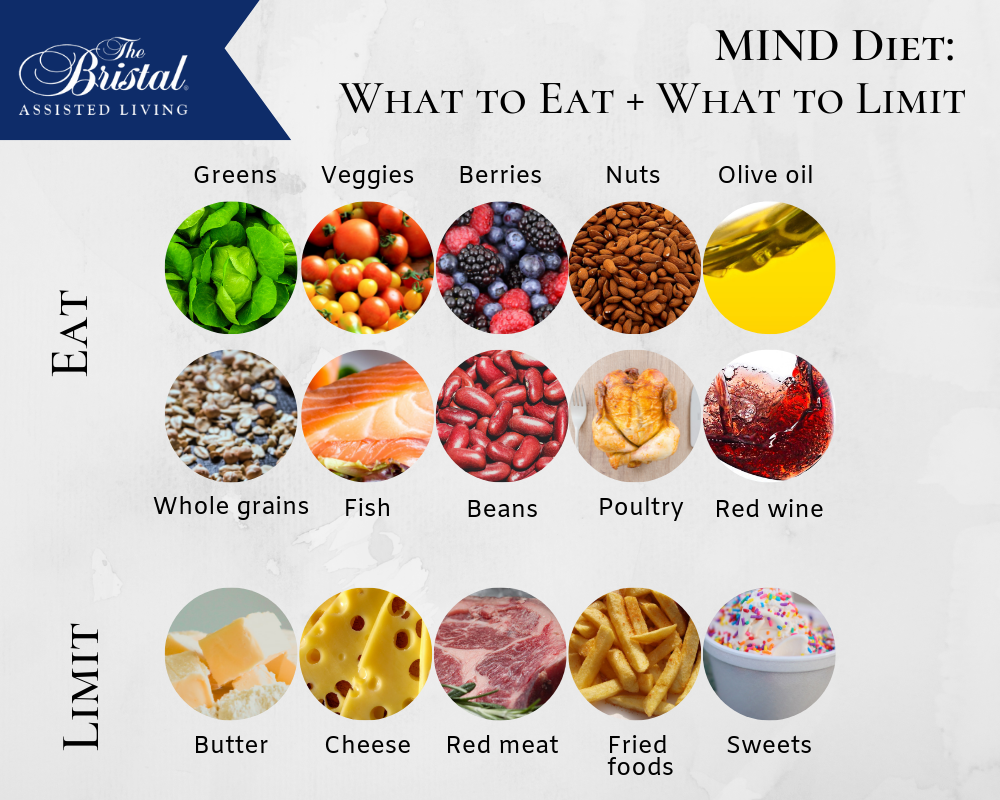 The
Bristal
ASSISTED LIVING
MIND Diet:
What to Eat + What to Limit
Greens Veggies Berries Nuts Olive oil
Eat
Whole grains Fish Beans Poultry Red wine
Limit
Butter Cheese Red meat Fried foods Sweets